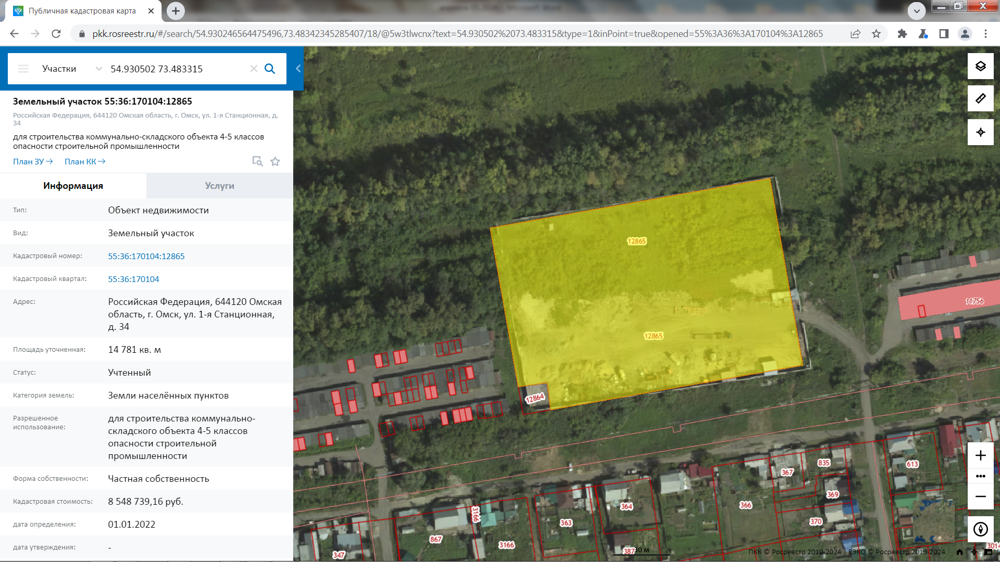 Публичная кадастровая карта
pkk.rosreestr.ru/#/search/54.930246564475496,73.48342345285407/18/@5w3tlwcnx?text=54.930502%2073.483315&type=1&inPoint=true&opened=55%3A36%3A170104%3A12865
Участки 54.930502 73.483315
Земельный участок 55:36:170104:12865
Российская Федерация, 644120 Омская область, г. Омск, ул. 1-я Станционная, д.
34
для строительства коммунально-складского объекта 4-5 классов
опасности строительной промышленности
План ЗУ → План КК →
Информация Услуги
Тип: Объект недвижимости
Вид: Земельный участок
Кадастровый номер: 55:36:170104:12865
Кадастровый квартал: 55:36:170104
Адрес: Российская Федерация, 644120 Омская
область, г. Омск, ул. 1-я Станционная,
д. 34
Площадь уточненная: 14 781 кв. м
Статус: Учтенный
Категория земель: Земли населённых пунктов
Разрешенное
использование:
для строительства коммунально-
складского объекта 4-5 классов
опасности строительной
промышленности
Форма собственности: Частная собственность
Кадастровая стоимость: 8 548 739,16 руб.
дата определения: 01.01.2022
дата утверждения: -
12865
11756
12865
12864
835
613
367
369
366
364
370
3166
363
867
3166
387
347
3014
30 м
ПКК © Росреестр 2010-2024 | ЕЭКО © Росреестр 2019-2024